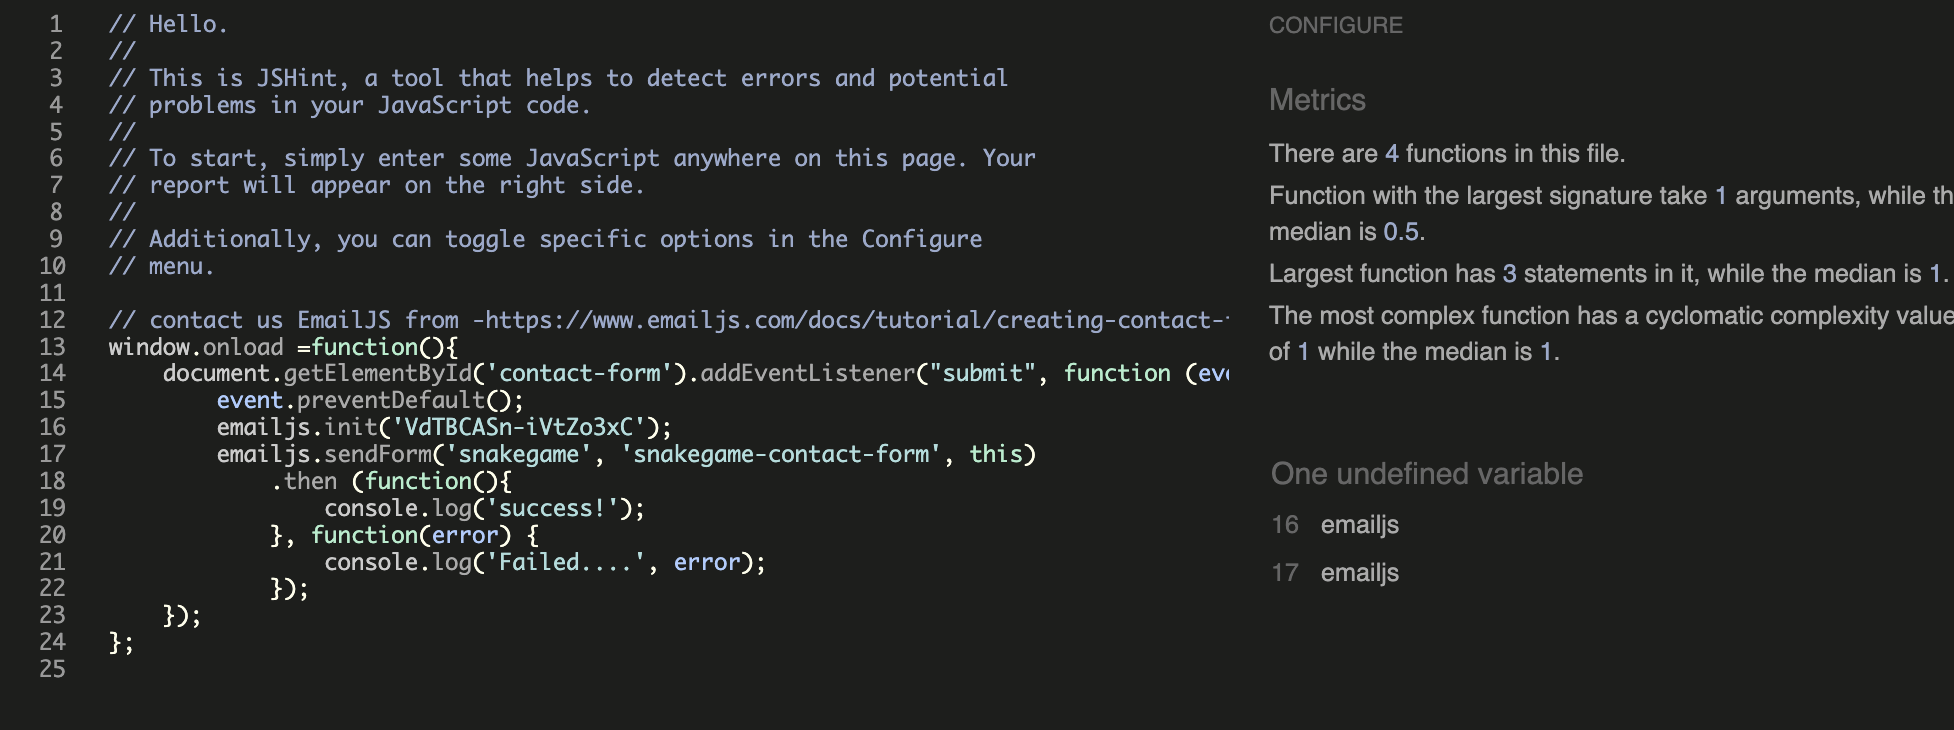 1 // Hello.
2 //
3 // This is JSHint, a tool that helps to detect errors and potential
4 // problems in your JavaScript code.
5 //
6 // To start, simply enter some JavaScript anywhere on this page. Your
7 // report will appear on the right side.
8 //
9 // Additionally, you can toggle specific options in the Configure
10 // menu.
11
12 // contact us EmailJS from -https://www.emailjs.com/docs/tutorial/creating-contact-
13 window.onload =function(){
14 document.getElementById('contact-form').addEventListener("submit", function (eve
15 event.preventDefault();
16 emailjs.init('VdTBCASn-iVtZo3xC');
17 emailjs.sendForm('snakegame', 'snakegame-contact-form', this)
18 .then (function(){
19 console.log('success!');
20 }, function(error) {
21 console.log('Failed....', error);
22 });
23 });
24 };
25
CONFIGURE
Metrics
There are 4 functions in this file.
Function with the largest signature take 1 arguments, while th
median is 0.5.
Largest function has 3 statements in it, while the median is 1.
The most complex function has a cyclomatic complexity value
of 1 while the median is 1.
One undefined variable
16 emailjs
17 emailjs